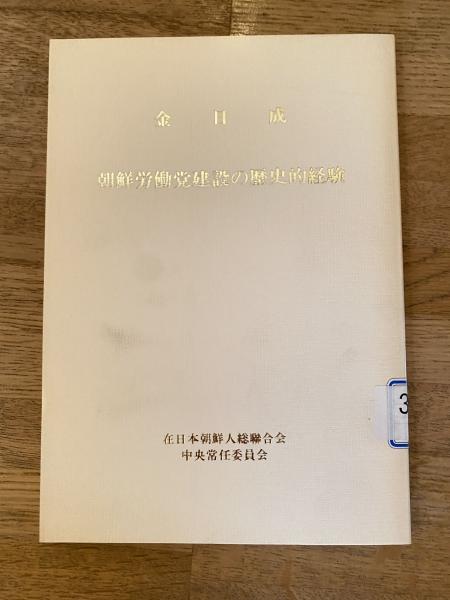 金日成
朝鮮労働党建設の歴史的経験
在日本朝鮮人総聯合会
中央常任委員会
3